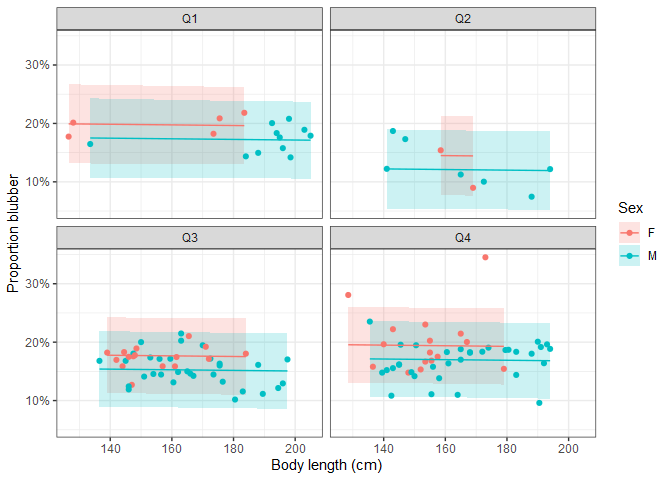 Q1 Q2
30%
20%
10%
Q3 Q4
30%
20%
10%
140 160 180 200 140 160 180 200
Body length (cm)
Proportion blubber
Sex
F
M